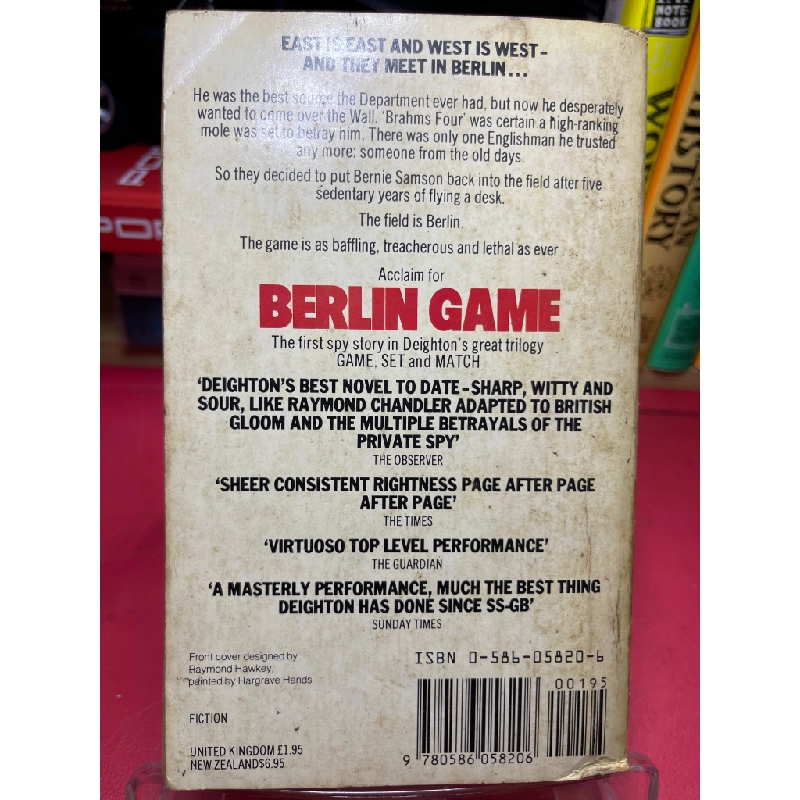 EAST IS EAST AND WEST IS WEST-
AND THEY MEET IN BERLIN...
He was the best source the Department ever had, but now he desperately
wanted to come over the Wall. 'Brahms Four' was certain a high-ranking
mole was set to betray him. There was only one Englishman he trusted
any more: someone from the old days.
So they decided to put Bernie Samson back into the field after five
sedentary years of flying a desk.
The field is Berlin.
The game is as baffling, treacherous and lethal as ever
Acclaim for
BERLIN GAME
The first spy story in Deighton's great trilogy
GAME, SET and MATCH
'DEIGHTON'S BEST NOVEL TO DATE-SHARP, WITTY AND
SOUR, LIKE RAYMOND CHANDLER ADAPTED TO BRITISH
GLOOM AND THE MULTIPLE BETRAYALS OF THE
PRIVATE SPY'
THE OBSERVER
'SHEER CONSISTENT RIGHTNESS PAGE AFTER PAGE
AFTER PAGE'
THE TIMES
'VIRTUOSO TOP LEVEL PERFORMANCE'
THE GUARDIAN
'A MASTERLY PERFORMANCE, MUCH THE BEST THING
DEIGHTON HAS DONE SINCE SS-GB'
SUNDAY TIMES
Front cover designed by
Raymond Hawkey,
painted by Hargrave Hands
FICTION
UNITED KINGDOM £1.95
NEW ZEALAND $6.95
ISBN 0-586-05820-6
00195
9 780586 058206
NOTE-
BOOK
HISTORY